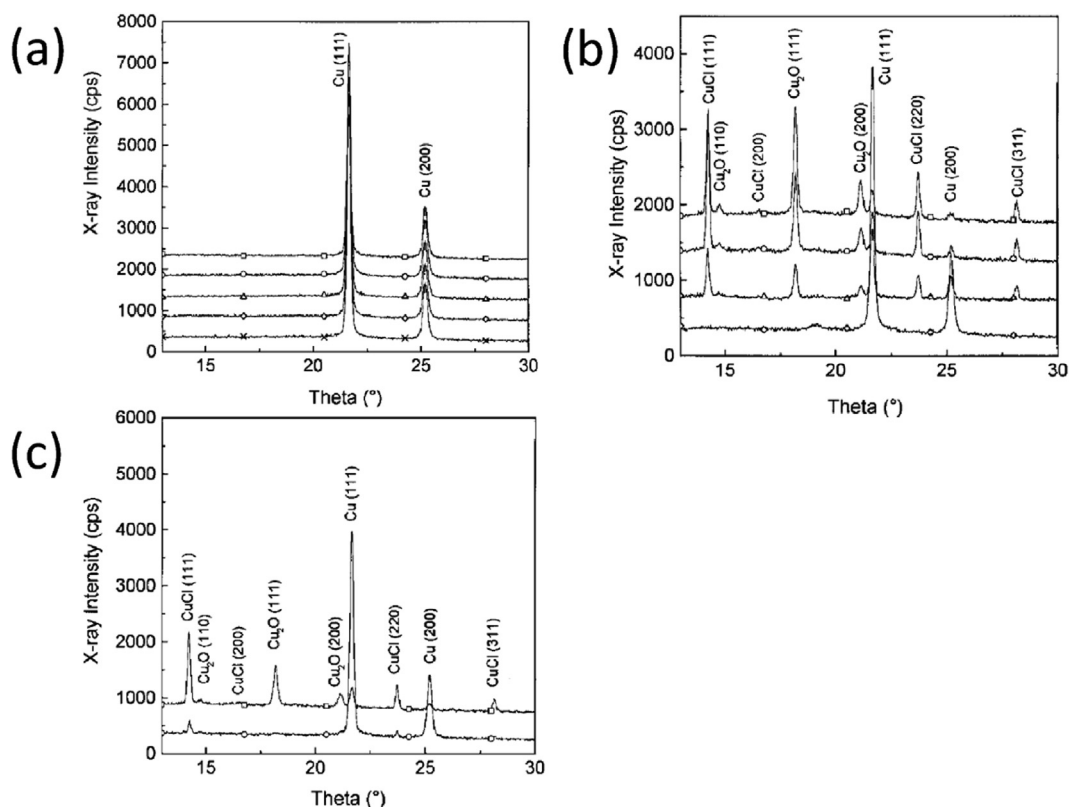 (a)
8000
7000
6000
5000
4000
3000
2000
1000
0
X-ray Intensity (cps)
Cu (111)
Cu (200)
15 20 25 30
Theta (°)
(b)
4000
3000
2000
1000
0
X-ray Intensity (cps)
CuCl (111)
Cu₂O (110)
CuCl (200)
Cu₂O (111)
Cu₂O (200)
Cu (111)
CuCl (220)
Cu (200)
CuCl (311)
15 20 25 30
Theta (°)
(c)
6000
5000
4000
3000
2000
1000
0
X-ray Intensity (cps)
CuCl (111)
Cu₂O (110)
CuCl (200)
Cu₂O (111)
Cu₂O (200)
Cu (111)
CuCl (220)
Cu (200)
CuCl (311)
15 20 25 30
Theta (°)